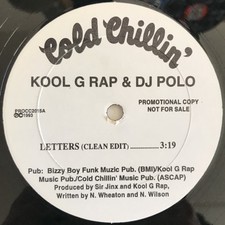 Cold Chillin'
KOOL G RAP & DJ POLO
PROMOTIONAL COPY
NOT FOR SALE
PROCC2015A
℗©1993
LETTERS (CLEAN EDIT) 3:19
Pub: Bizzy Boy Funk Muzic Pub. (BMI)/Kool G Rap
Music Pub./Cold Chillin' Music Pub. (ASCAP)
Produced by Sir Jinx and Kool G Rap,
Written by N. Wheaton and N. Wilson